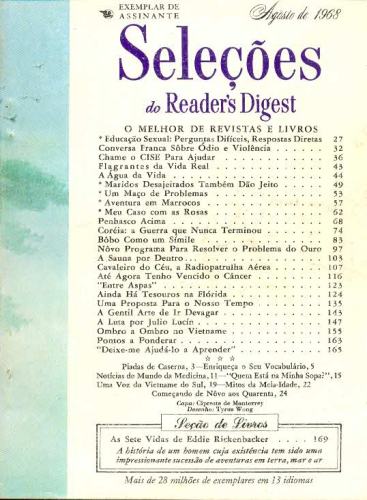 EXEMPLAR DE
ASSINANTE
Agosto de 1968
Seleções
do Reader's Digest
O MELHOR DE REVISTAS E LIVROS
* Educação Sexual: Perguntas Difíceis, Respostas Diretas 27
Conversa Franca Sôbre Ódio e Violência . . . . . . 32
Chame o CISE Para Ajudar . . . . . . 36
Flagrantes da Vida Real . . . . . . 43
A Água da Vida . . . . . . 44
* Maridos Desajeitados Também Dão Jeito . . . . . . 49
* Um Maço de Problemas . . . . . . 53
* Aventura em Marrocos . . . . . . 57
* Meu Caso com as Rosas . . . . . . 62
Penhasco Acima . . . . . . 68
Coréia: a Guerra que Nunca Terminou . . . . . . 74
Bôbo Como um Símile . . . . . . 83
Nôvo Programa Para Resolver o Problema do Ouro 97
A Sauna por Dentro . . . . . . 103
Cavaleiro do Céu, a Radiopatrulha Aérea . . . . . . 107
Até Agora Tenho Vencido o Câncer . . . . . . 116
"Entre Aspas" . . . . . . 123
Ainda Há Tesouros na Flórida . . . . . . 124
Uma Proposta Para o Nosso Tempo . . . . . . 135
A Gentil Arte de Ir Devagar . . . . . . 143
A Luta por Julio Lucín . . . . . . 147
Ombro a Ombro no Vietname . . . . . . 155
Pontos a Ponderar . . . . . . 163
"Deixe-me Ajudá-lo a Aprender" . . . . . . 165
Piadas de Caserna, 3—Enriqueça o Seu Vocabulário, 5
Notícias do Mundo da Medicina, 11—"Quem Está na Minha Sopa?", 15
Uma Voz da Vietname do Sul, 19—Mitos da Meia-Idade, 22
Começando de Nôvo aos Quarenta, 24
Capa: Cipreste de Monterrey
Desenho: Tyrus Wong
Seção de Livros
As Sete Vidas de Eddie Rickenbacker . . . . 169
A história de um homem cuja existência tem sido uma
impressionante sucessão de aventuras em terra, mar e ar
Mais de 28 milhões de exemplares em 13 idiomas